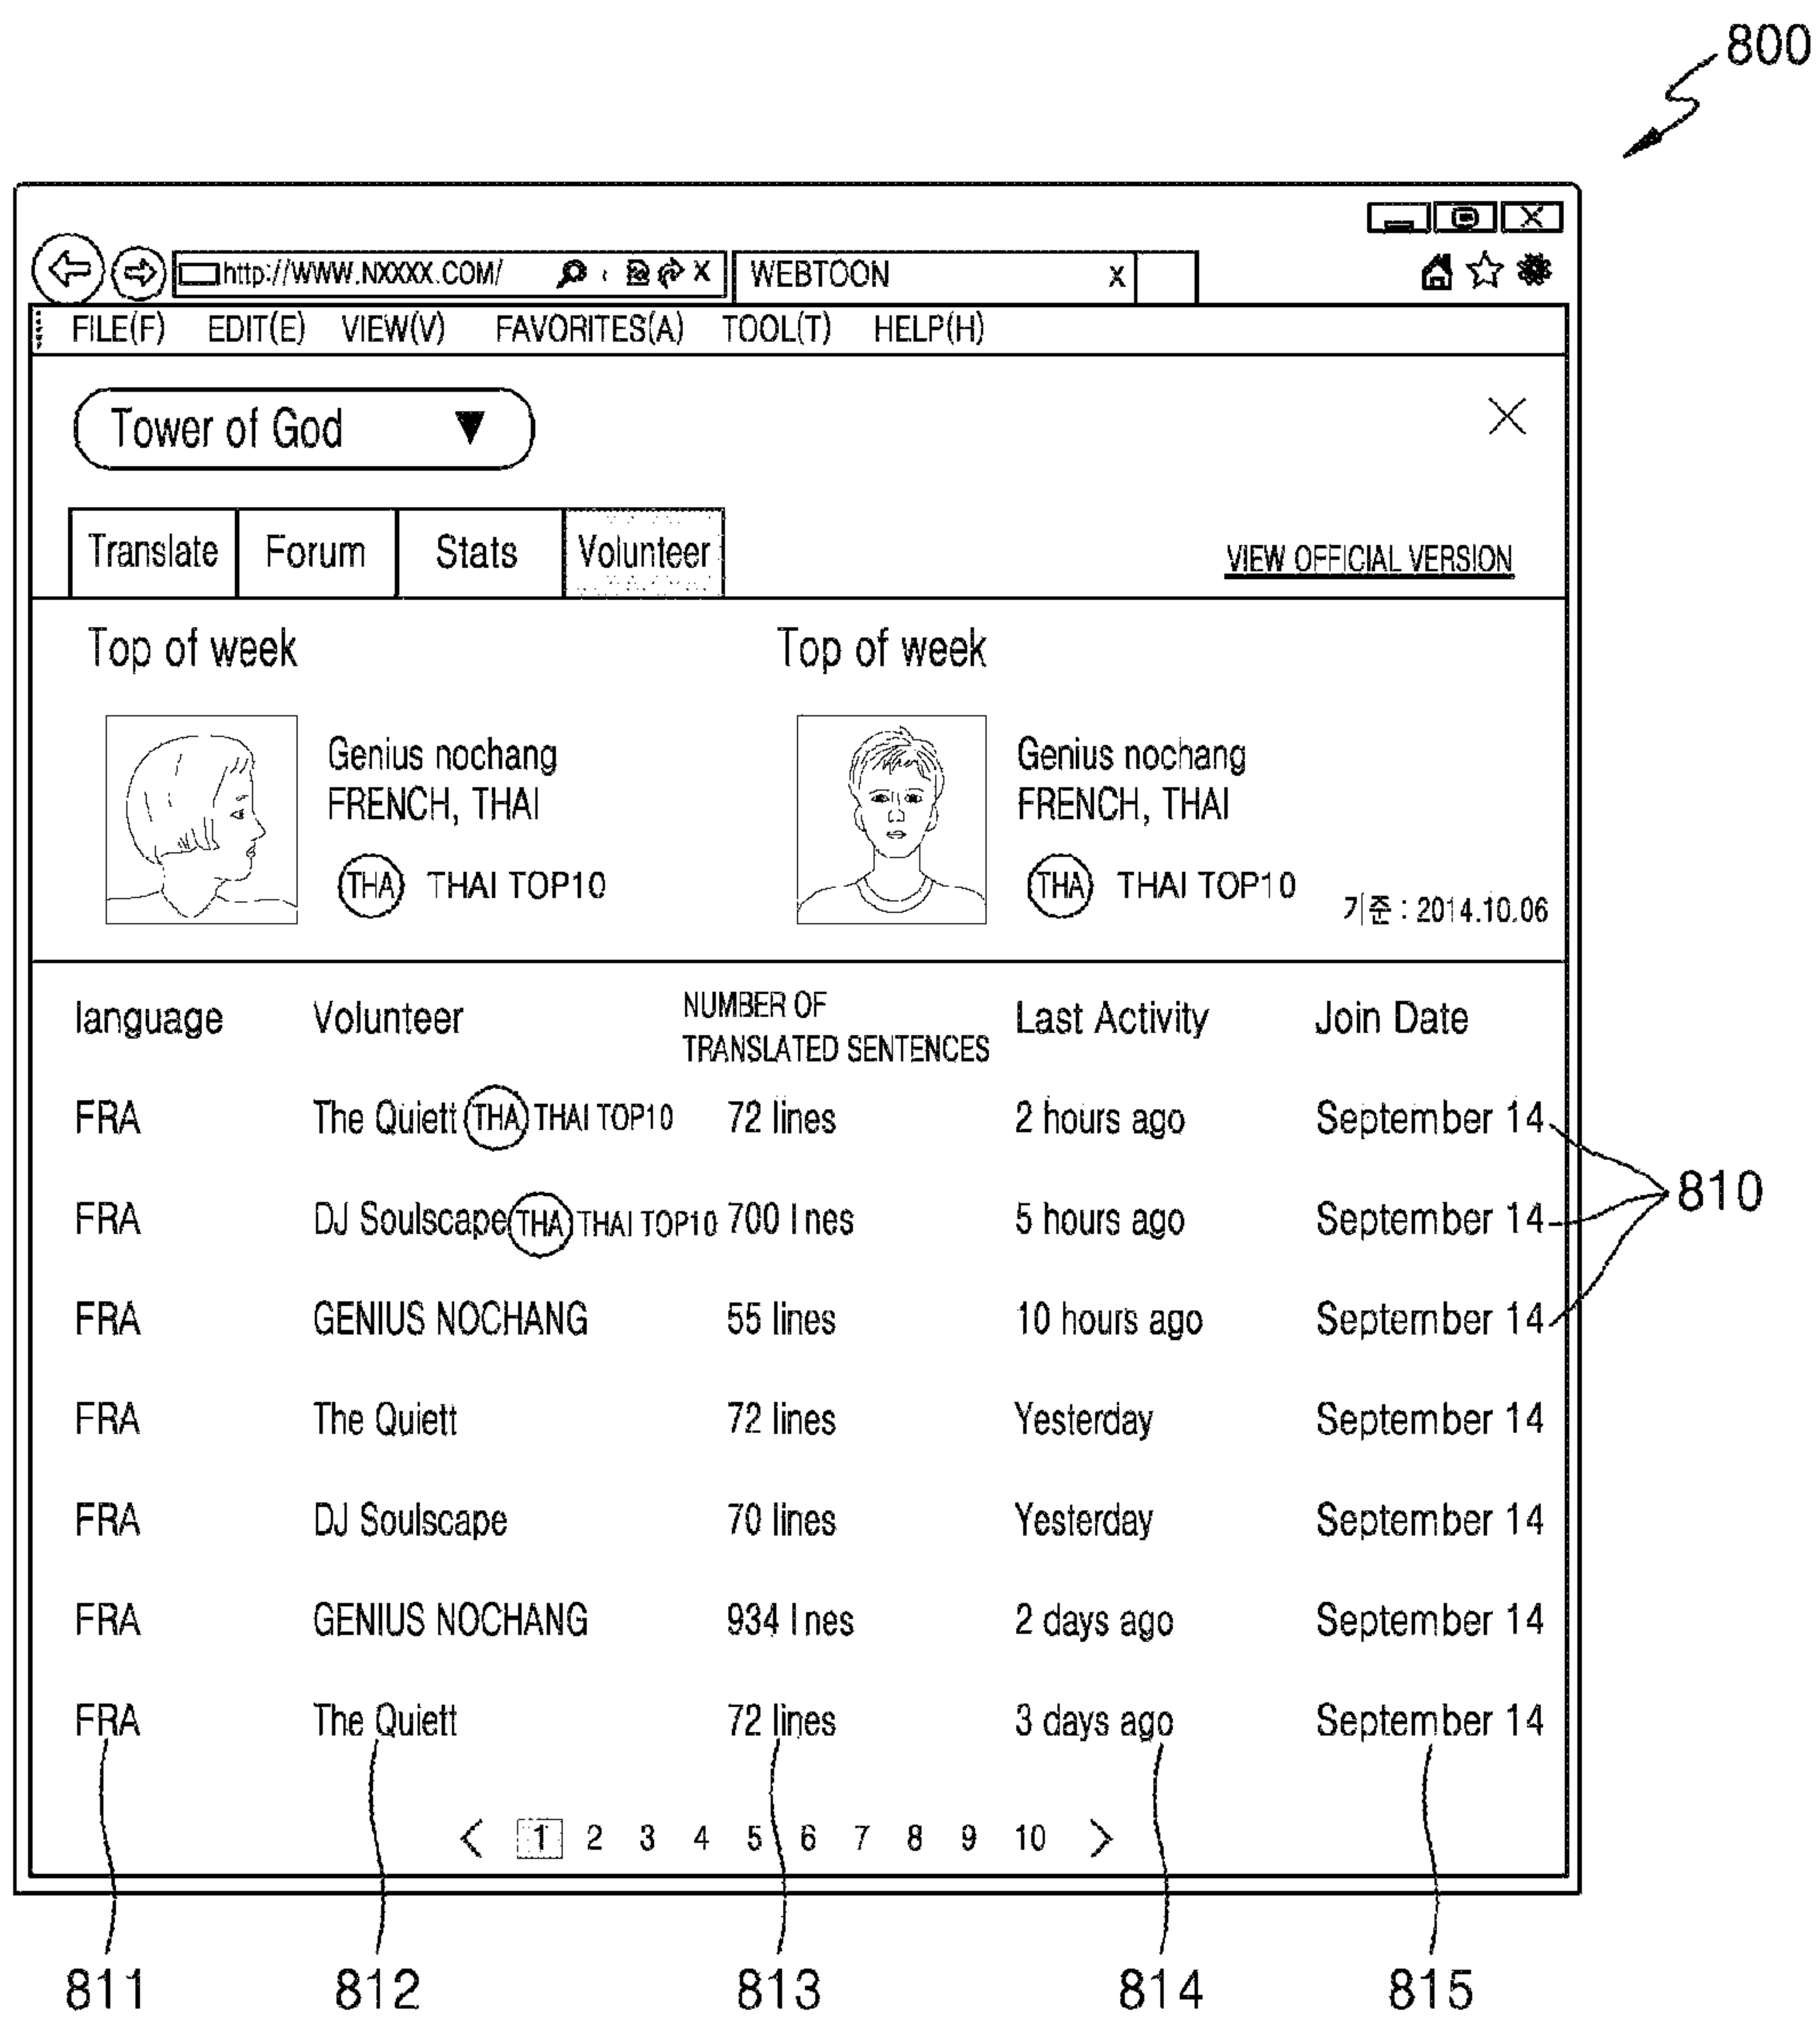 800
http://WWW.NXXXX.COM/ X WEBTOON X
FILE(F) EDIT(E) VIEW(V) FAVORITES(A) TOOL(T) HELP(H)
Tower of God ▼
Translate Forum Stats Volunteer VIEW OFFICIAL VERSION
Top of week Top of week
Genius nochang Genius nochang
FRENCH, THAI FRENCH, THAI
THA THAI TOP10 THA THAI TOP10 기준 : 2014.10.06
language Volunteer NUMBER OF TRANSLATED SENTENCES Last Activity Join Date
FRA The Quiett THA THAI TOP10 72 lines 2 hours ago September 14
810
FRA DJ Soulscape THA THAI TOP10 700 lines 5 hours ago September 14
FRA GENIUS NOCHANG 55 lines 10 hours ago September 14
FRA The Quiett 72 lines Yesterday September 14
FRA DJ Soulscape 70 lines Yesterday September 14
FRA GENIUS NOCHANG 934 lines 2 days ago September 14
FRA The Quiett 72 lines 3 days ago September 14
< 1 2 3 4 5 6 7 8 9 10 >
811 812 813 814 815